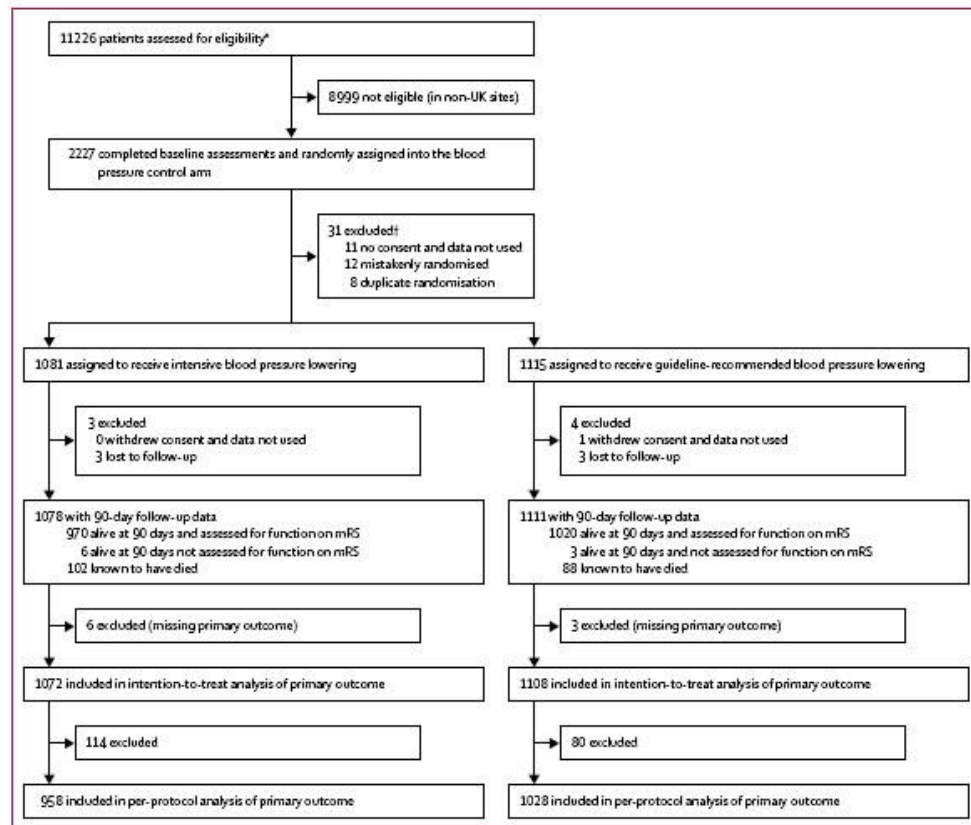 11226 patients assessed for eligibility*
8999 not eligible (in non-UK sites)
2227 completed baseline assessments and randomly assigned into the blood
pressure control arm
31 excluded†
11 no consent and data not used
12 mistakenly randomised
8 duplicate randomisation
1081 assigned to receive intensive blood pressure lowering
1115 assigned to receive guideline-recommended blood pressure lowering
3 excluded
0 withdrew consent and data not used
3 lost to follow-up
4 excluded
1 withdrew consent and data not used
3 lost to follow-up
1078 with 90-day follow-up data
970 alive at 90 days and assessed for function on mRS
6 alive at 90 days not assessed for function on mRS
102 known to have died
1111 with 90-day follow-up data
1020 alive at 90 days and assessed for function on mRS
3 alive at 90 days and not assessed for function on mRS
88 known to have died
6 excluded (missing primary outcome)
3 excluded (missing primary outcome)
1072 included in intention-to-treat analysis of primary outcome
1108 included in intention-to-treat analysis of primary outcome
114 excluded
80 excluded
958 included in per-protocol analysis of primary outcome
1028 included in per-protocol analysis of primary outcome